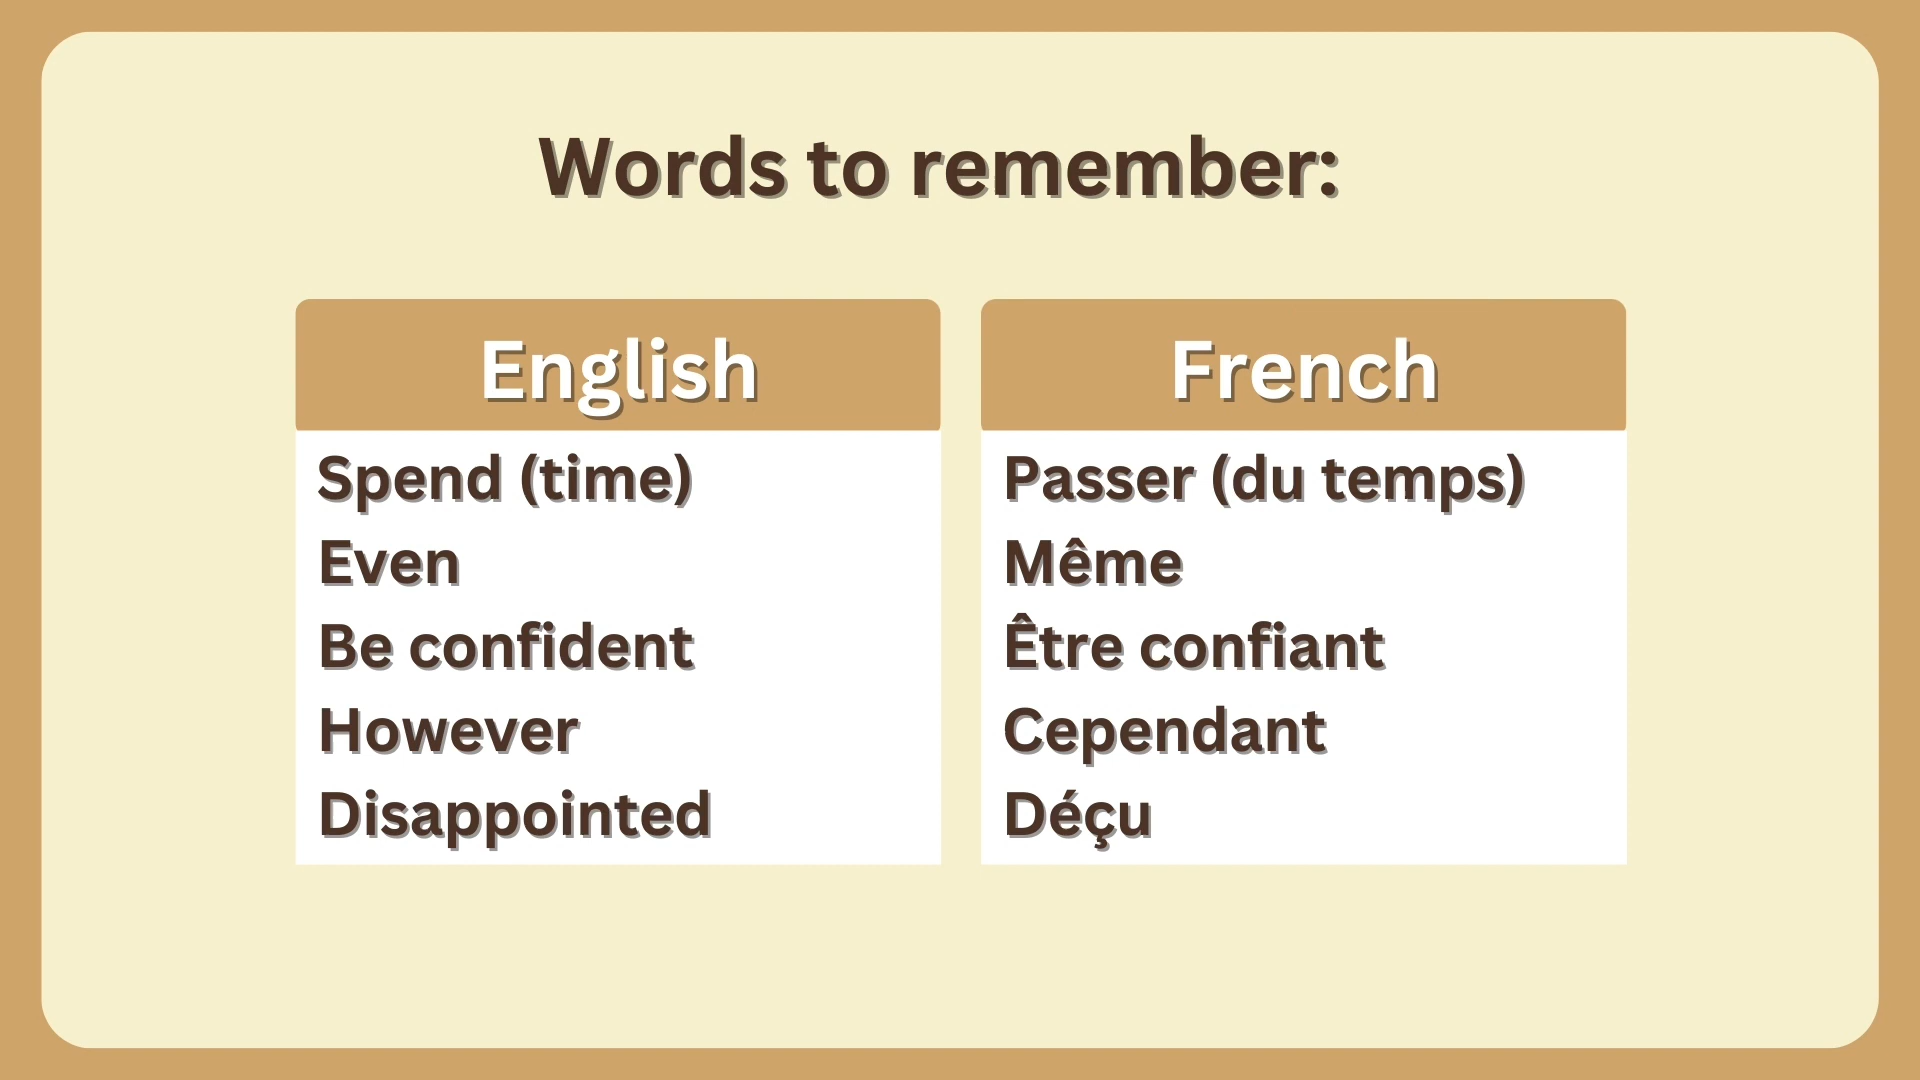 Words to remember:
English
Spend (time)
Even
Be confident
However
Disappointed
French
Passer (du temps)
Même
Être confiant
Cependant
Déçu